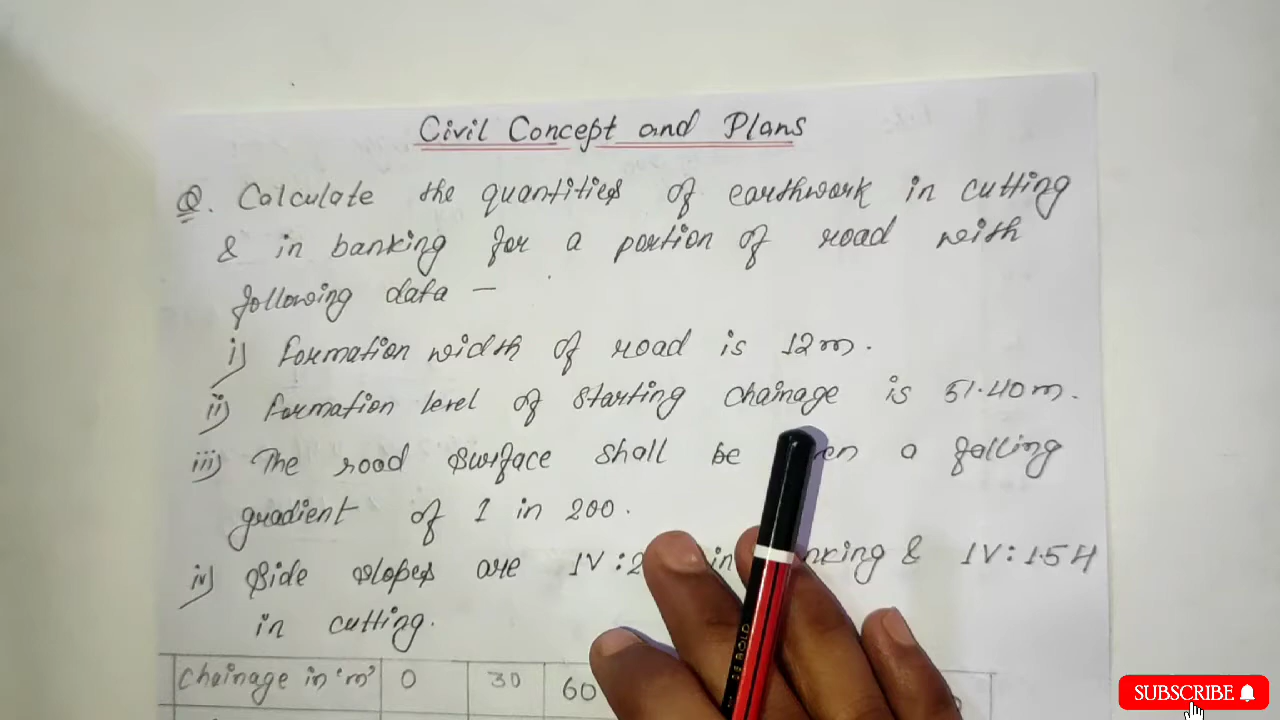 Civil Concept and Plans
Q. Calculate the quantities of earthwork in cutting
& in banking for a portion of road with
following data –
i) Formation width of road is 12m.
ii) Formation level of starting chainage is 51.40m.
iii) The road surface shall be a falling
gradient of 1 in 200.
iv) Side slopes are 1V:2 in & 1V:1.5H
in cutting.
chainage in 'm' 0 30 60
SUBSCRIBE